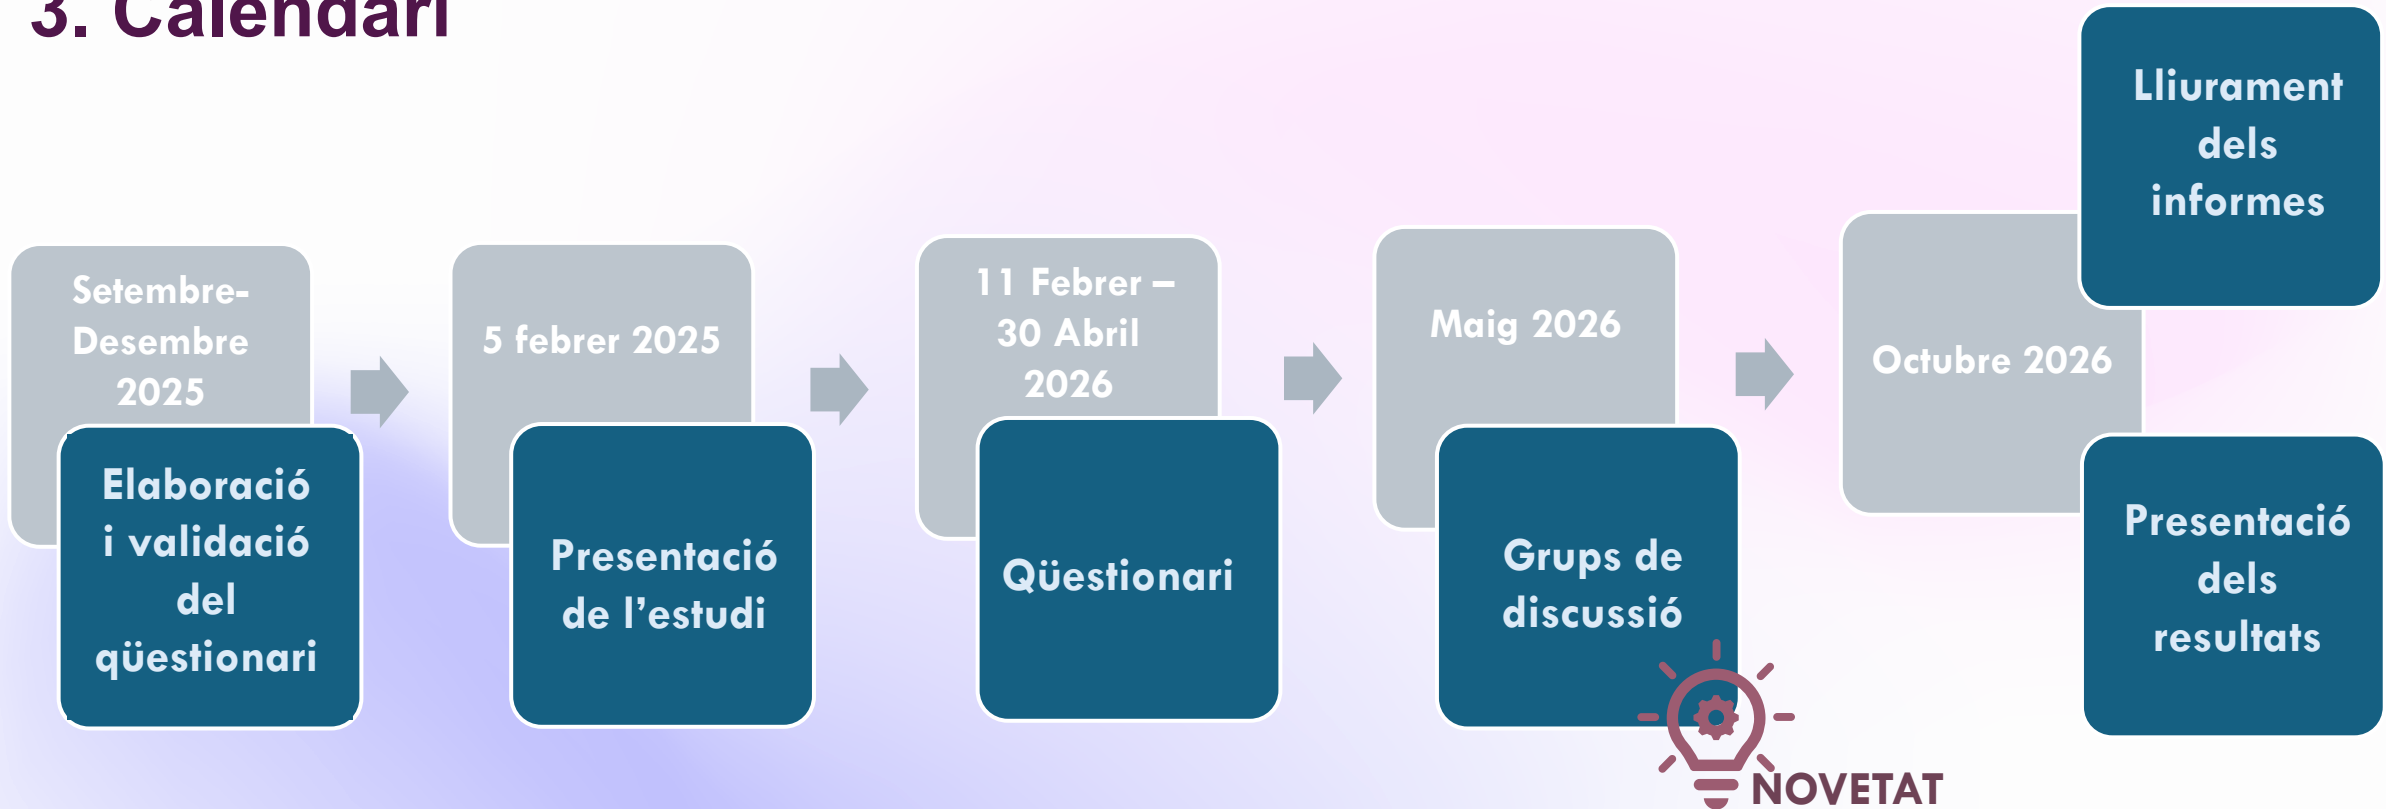 3. Calendari
Setembre-
Desembre
2025
Elaboració
i validació
del
qüestionari
5 febrer 2025
Presentació
de l’estudi
11 Febrer –
30 Abril
2026
Qüestionari
Maig 2026
Grups de
discussió
NOVETAT
Octubre 2026
Lliurament
dels
informes
Presentació
dels
resultats